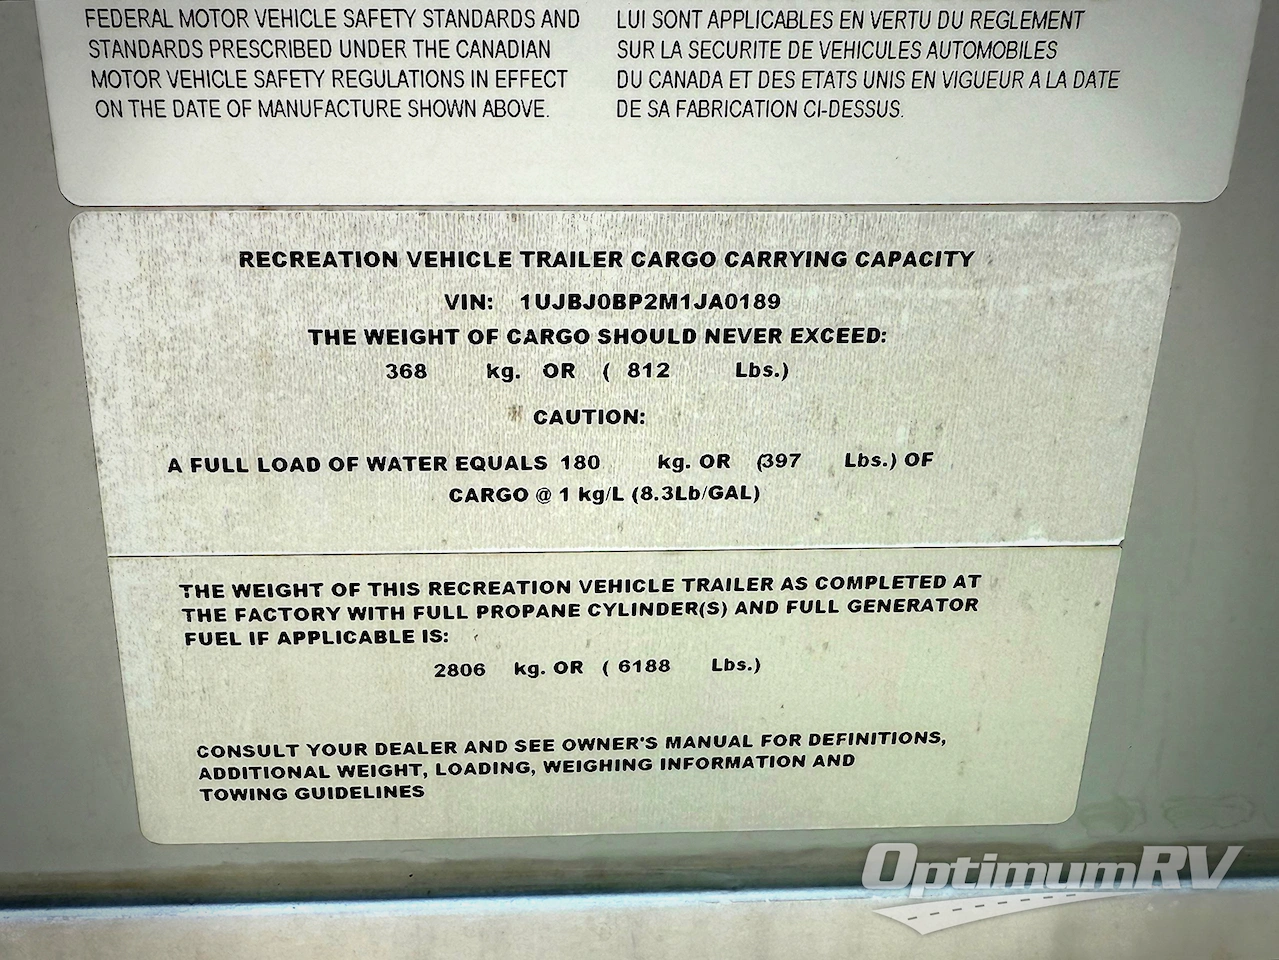 FEDERAL MOTOR VEHICLE SAFETY STANDARDS AND
STANDARDS PRESCRIBED UNDER THE CANADIAN
MOTOR VEHICLE SAFETY REGULATIONS IN EFFECT
ON THE DATE OF MANUFACTURE SHOWN ABOVE.
LUI SONT APPLICABLES EN VERTU DU REGLEMENT
SUR LA SECURITE DE VEHICULES AUTOMOBILES
DU CANADA ET DES ETATS UNIS EN VIGUEUR A LA DATE
DE SA FABRICATION CI-DESSUS.
RECREATION VEHICLE TRAILER CARGO CARRYING CAPACITY
VIN: 1UJBJ0BP2M1JA0189
THE WEIGHT OF CARGO SHOULD NEVER EXCEED:
368 kg. OR ( 812 Lbs.)
CAUTION:
A FULL LOAD OF WATER EQUALS 180 kg. OR (397 Lbs.) OF
CARGO @ 1 kg/L (8.3Lb/GAL)
THE WEIGHT OF THIS RECREATION VEHICLE TRAILER AS COMPLETED AT
THE FACTORY WITH FULL PROPANE CYLINDER(S) AND FULL GENERATOR
FUEL IF APPLICABLE IS:
2806 kg. OR ( 6188 Lbs.)
CONSULT YOUR DEALER AND SEE OWNER'S MANUAL FOR DEFINITIONS,
ADDITIONAL WEIGHT, LOADING, WEIGHING INFORMATION AND
TOWING GUIDELINES
OptimumRV